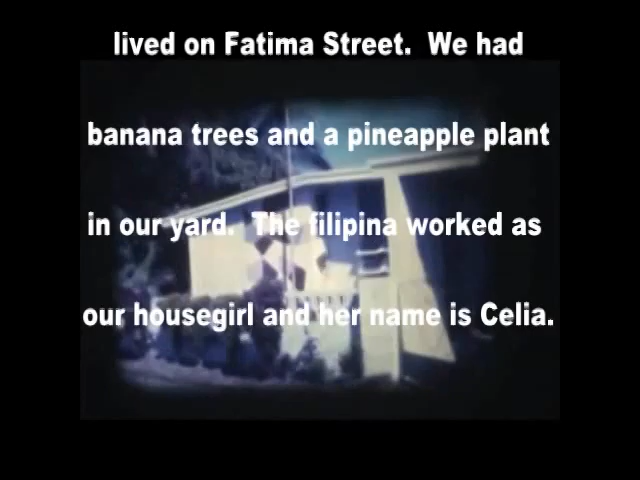 lived on Fatima Street. We had
banana trees and a pineapple plant
in our yard. The filipina worked as
our housegirl and her name is Celia.